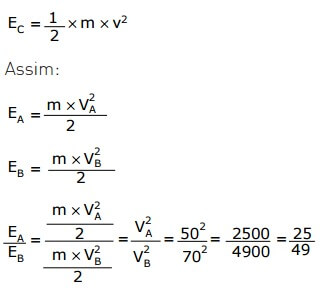 E_C = 1/2 × m × v²
Assim:
E_A = (m × V_A²)/2
E_B = (m × V_B²)/2
E_A/E_B = ((m × V_A²)/2)/((m × V_B²)/2) = V_A²/V_B² = 50²/70² = 2500/4900 = 25/49